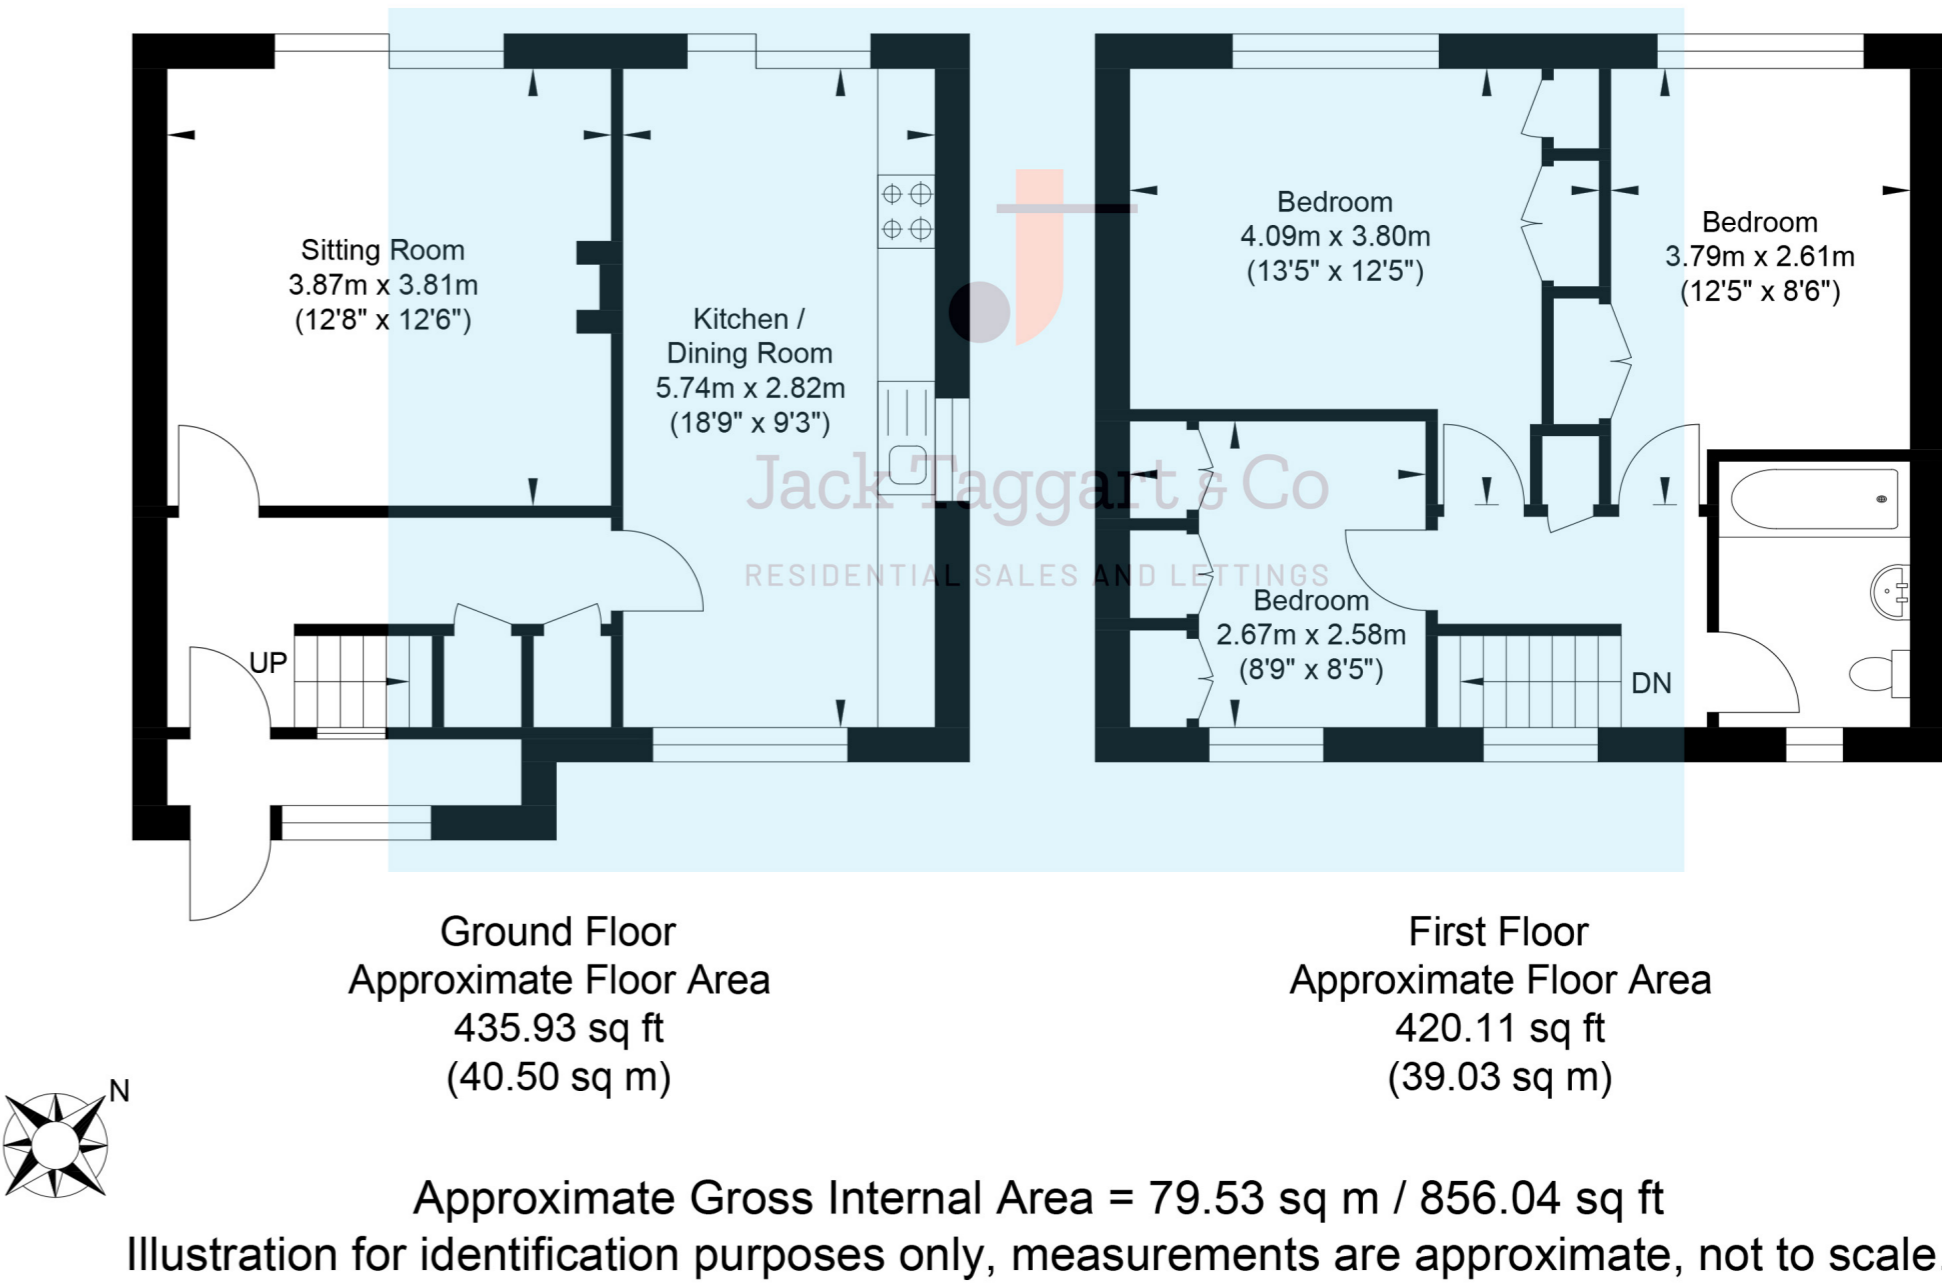 Sitting Room
3.87m x 3.81m
(12'8" x 12'6")
Kitchen /
Dining Room
5.74m x 2.82m
(18'9" x 9'3")
UP
Bedroom
4.09m x 3.80m
(13'5" x 12'5")
Bedroom
3.79m x 2.61m
(12'5" x 8'6")
Jack Taggart & Co
RESIDENTIAL SALES AND LETTINGS
Bedroom
2.67m x 2.58m
(8'9" x 8'5")
DN
Ground Floor
Approximate Floor Area
435.93 sq ft
(40.50 sq m)
First Floor
Approximate Floor Area
420.11 sq ft
(39.03 sq m)
N
Approximate Gross Internal Area = 79.53 sq m / 856.04 sq ft
Illustration for identification purposes only, measurements are approximate, not to scale.